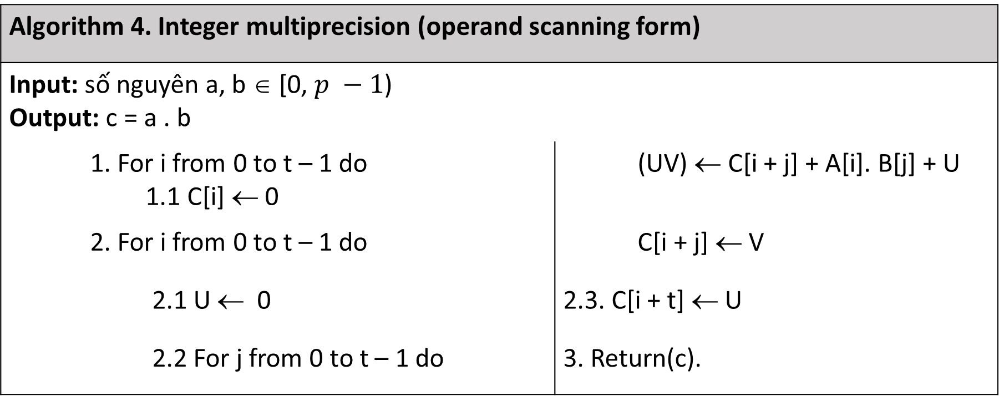 Algorithm 4. Integer multiprecision (operand scanning form)
Input: số nguyên a, b ∈ [0, p − 1)
Output: c = a . b
1. For i from 0 to t – 1 do
1.1 C[i] ← 0
2. For i from 0 to t – 1 do
2.1 U ← 0
2.2 For j from 0 to t – 1 do
(UV) ← C[i + j] + A[i]. B[j] + U
C[i + j] ← V
2.3. C[i + t] ← U
3. Return(c).